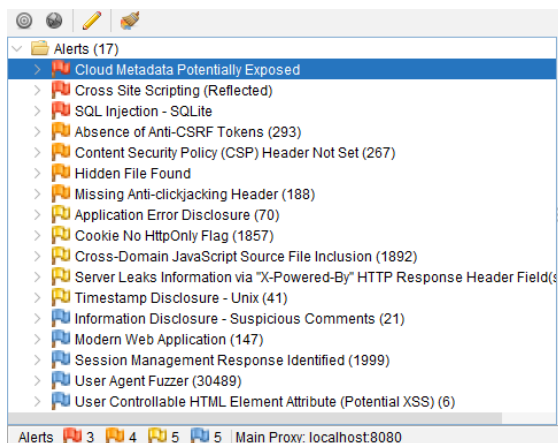 Alerts (17)
Cloud Metadata Potentially Exposed
Cross Site Scripting (Reflected)
SQL Injection - SQLite
Absence of Anti-CSRF Tokens (293)
Content Security Policy (CSP) Header Not Set (267)
Hidden File Found
Missing Anti-clickjacking Header (188)
Application Error Disclosure (70)
Cookie No HttpOnly Flag (1857)
Cross-Domain JavaScript Source File Inclusion (1892)
Server Leaks Information via "X-Powered-By" HTTP Response Header Field(s
Timestamp Disclosure - Unix (41)
Information Disclosure - Suspicious Comments (21)
Modern Web Application (147)
Session Management Response Identified (1999)
User Agent Fuzzer (30489)
User Controllable HTML Element Attribute (Potential XSS) (6)
Alerts 3 4 5 5 Main Proxy: localhost:8080